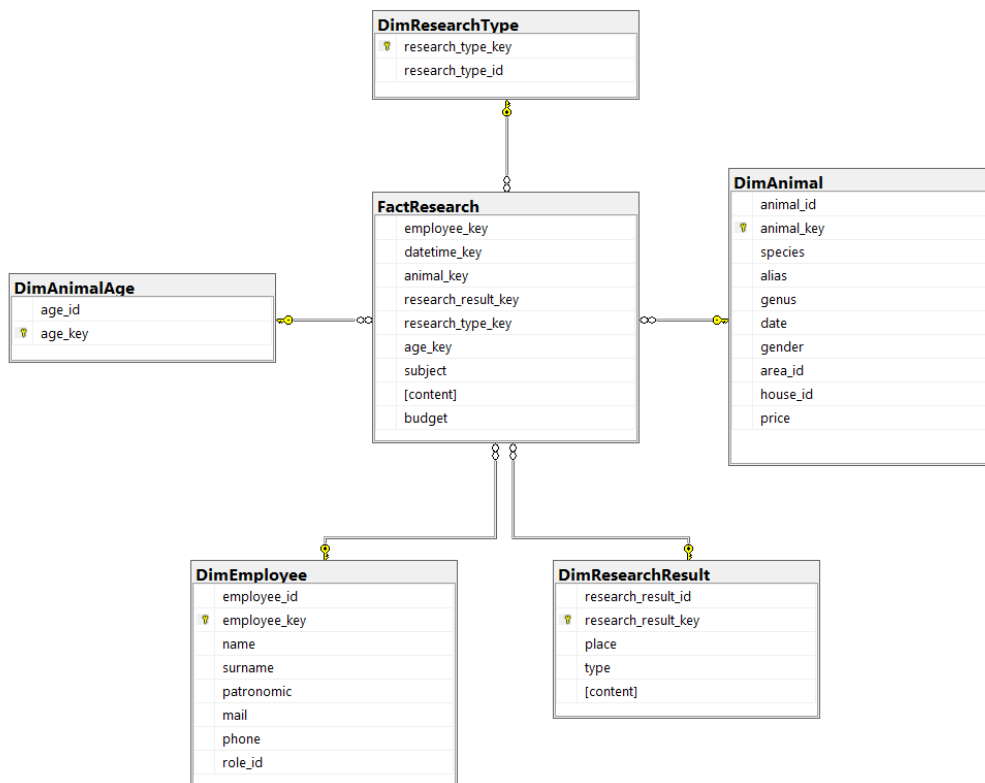 DimResearchType
research_type_key
research_type_id
FactResearch
employee_key
datetime_key
animal_key
research_result_key
research_type_key
age_key
subject
[content]
budget
DimAnimal
animal_id
animal_key
species
alias
genus
date
gender
area_id
house_id
price
DimAnimalAge
age_id
age_key
DimEmployee
employee_id
employee_key
name
surname
patronomic
mail
phone
role_id
DimResearchResult
research_result_id
research_result_key
place
type
[content]